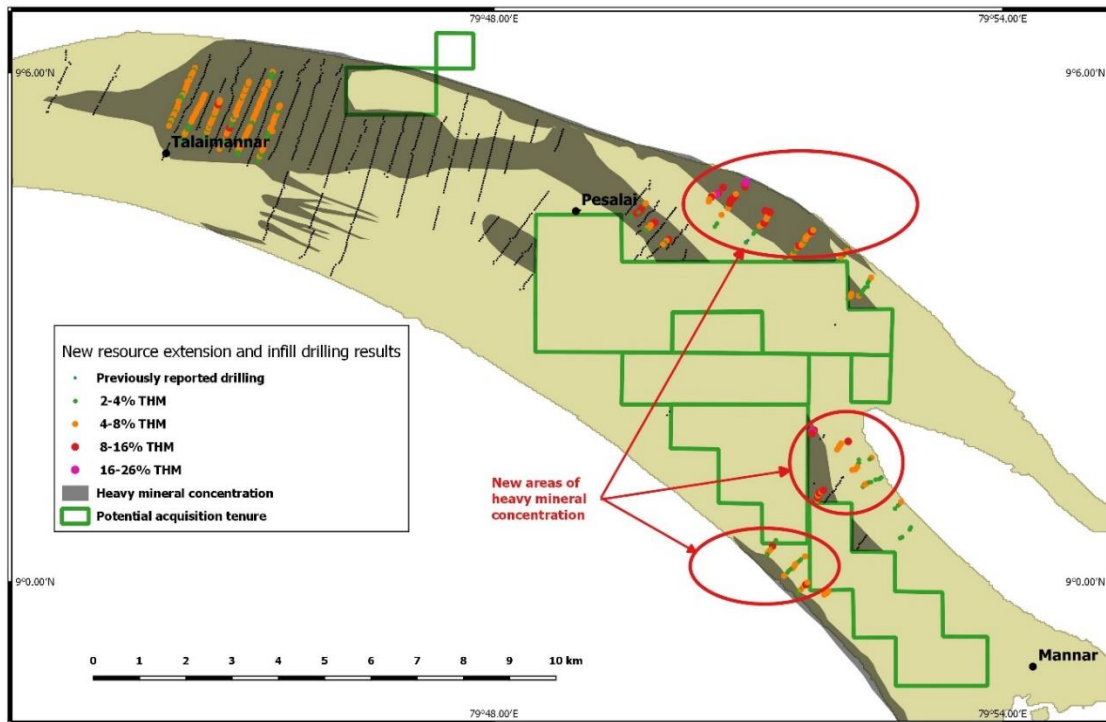 79°48.00'E
79°54.00'E
9°6.00'N
9°6.00'N
Talaimannar
Pesalai
New resource extension and infill drilling results
Previously reported drilling
2-4% THM
4-8% THM
8-16% THM
16-26% THM
Heavy mineral concentration
Potential acquisition tenure
New areas of
heavy mineral
concentration
9°0.00'N
9°0.00'N
0 1 2 3 4 5 6 7 8 9 10 km
Mannar
79°48.00'E
79°54.00'E